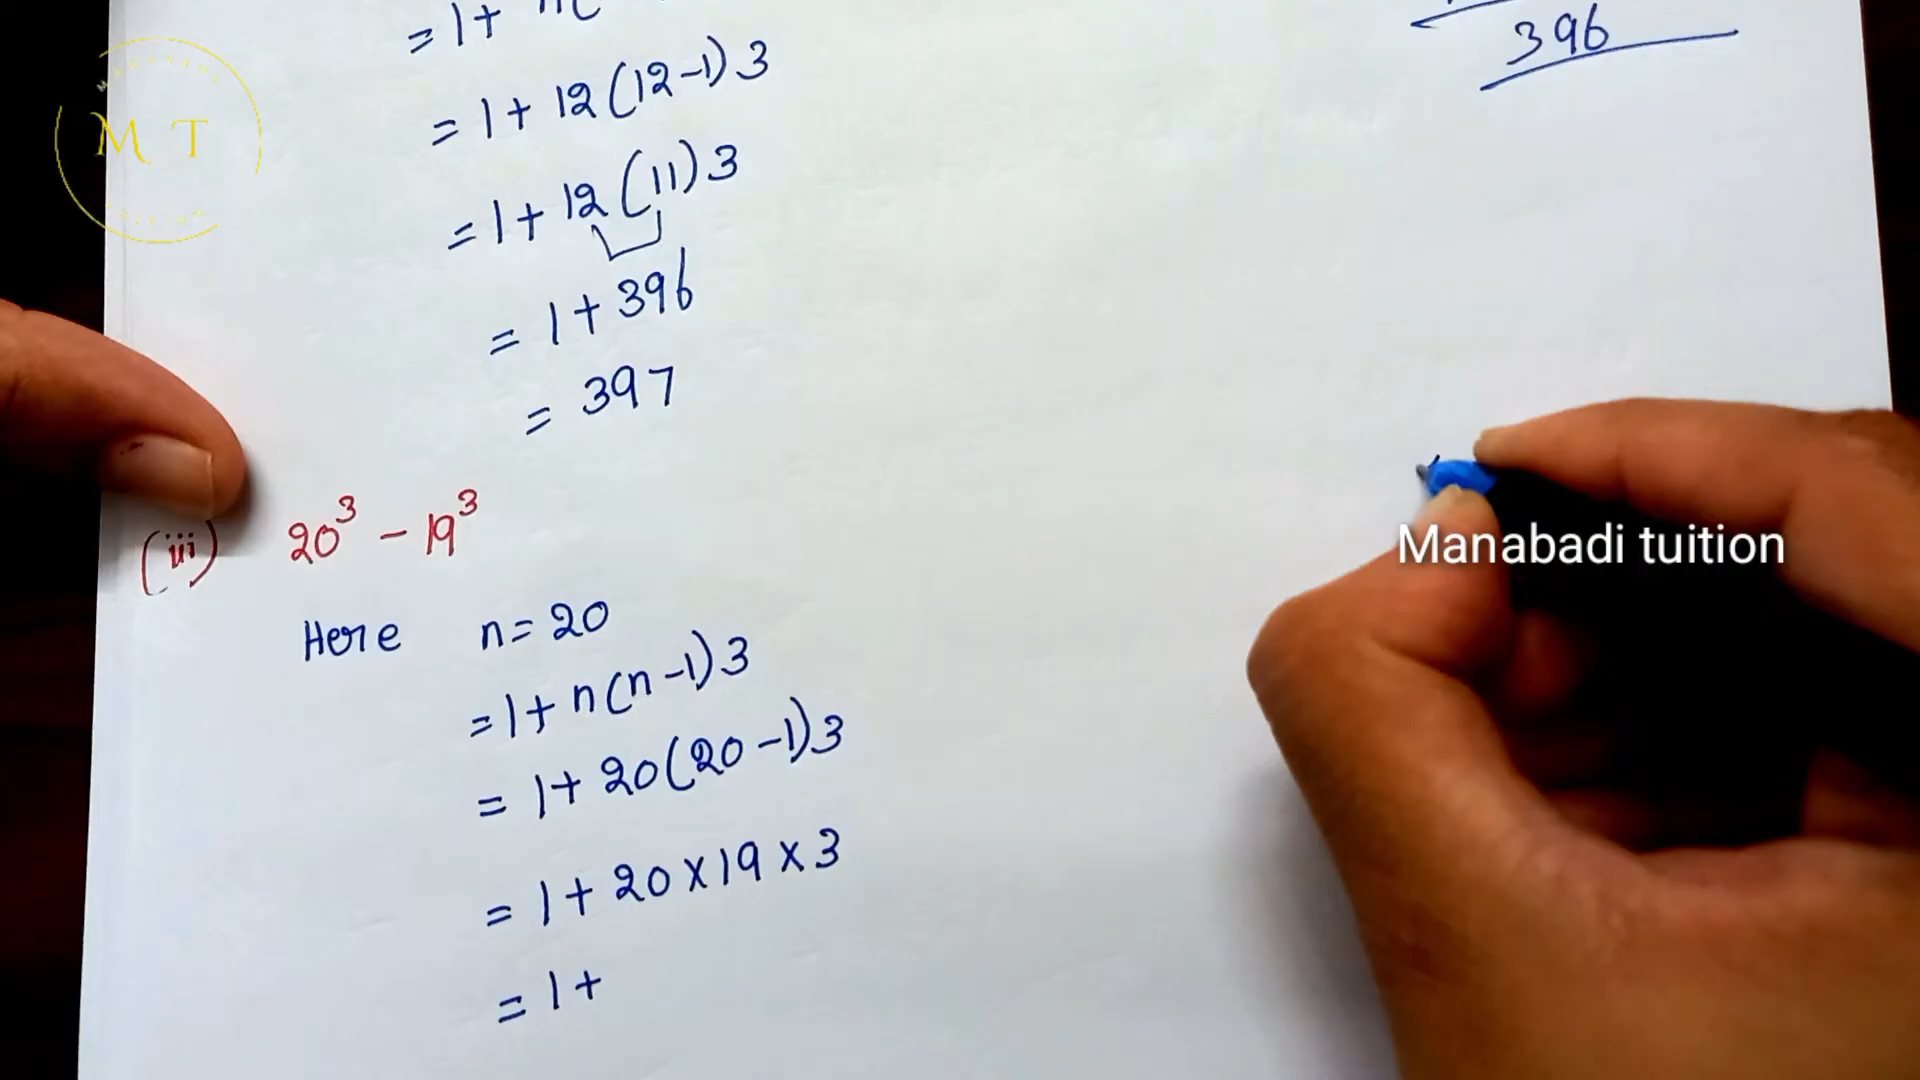 = 1 + n(
396
= 1 + 12 (12-1) 3
M T
= 1 + 12 (11) 3
= 1 + 396
= 397
(iii) 20³ - 19³
Manabadi tuition
Here n = 20
= 1 + n(n-1) 3
= 1 + 20(20-1) 3
= 1 + 20 × 19 × 3
= 1 +